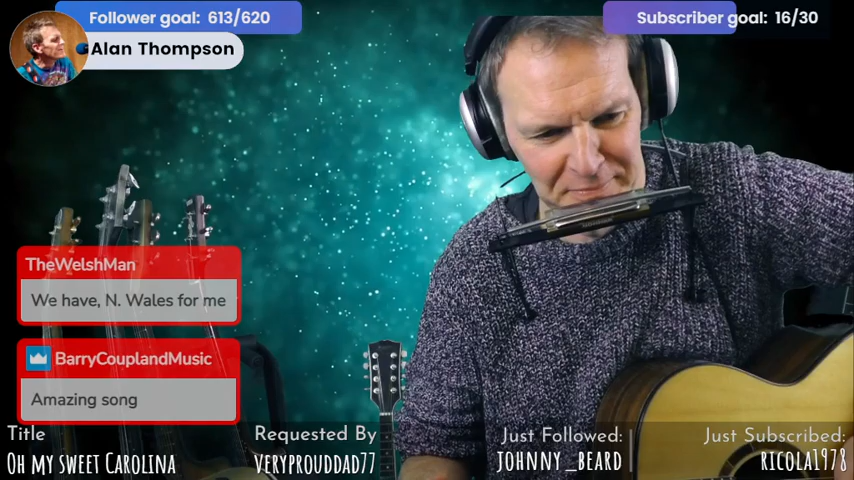 Follower goal: 613/620
Subscriber goal: 16/30
Alan Thompson
TheWelshMan
We have, N. Wales for me
BarryCouplandMusic
Amazing song
Title
Oh my sweet Carolina
Requested By
veryprouddad77
Just Followed:
johnny_beard
Just Subscribed:
ricola1978